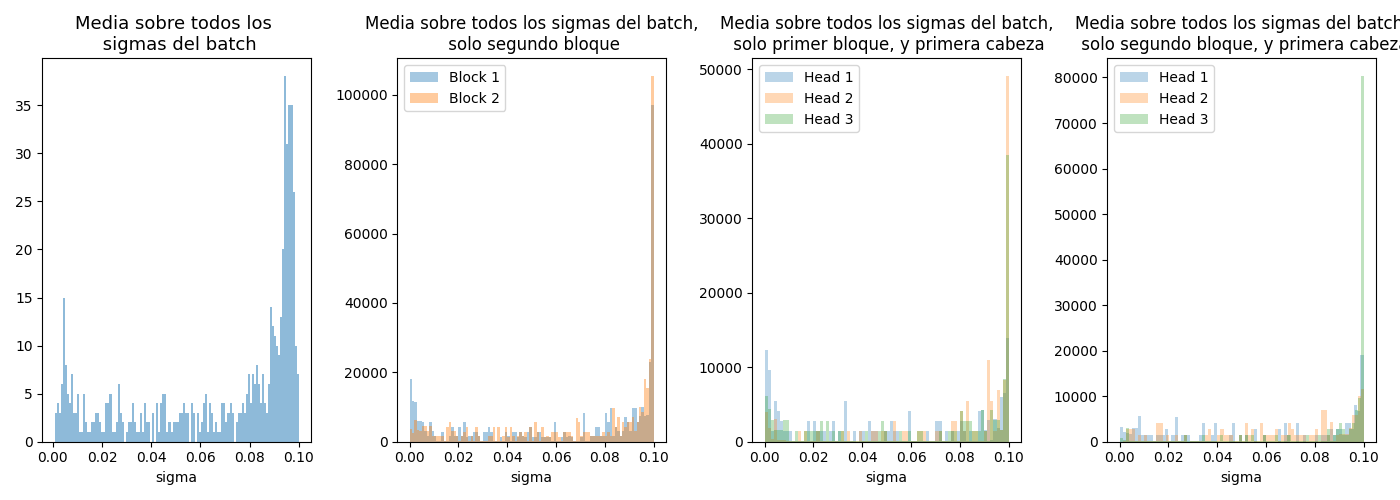 Media sobre todos los
sigmas del batch
35
30
25
20
15
10
5
0
0.00 0.02 0.04 0.06 0.08 0.10
sigma
Media sobre todos los sigmas del batch,
solo segundo bloque
Block 1
Block 2
100000
80000
60000
40000
20000
0
0.00 0.02 0.04 0.06 0.08 0.10
sigma
Media sobre todos los sigmas del batch,
solo primer bloque, y primera cabeza
Head 1
Head 2
Head 3
50000
40000
30000
20000
10000
0
0.00 0.02 0.04 0.06 0.08 0.10
sigma
Media sobre todos los sigmas del batch
solo segundo bloque, y primera cabeza
Head 1
Head 2
Head 3
80000
70000
60000
50000
40000
30000
20000
10000
0
0.00 0.02 0.04 0.06 0.08 0.10
sigma